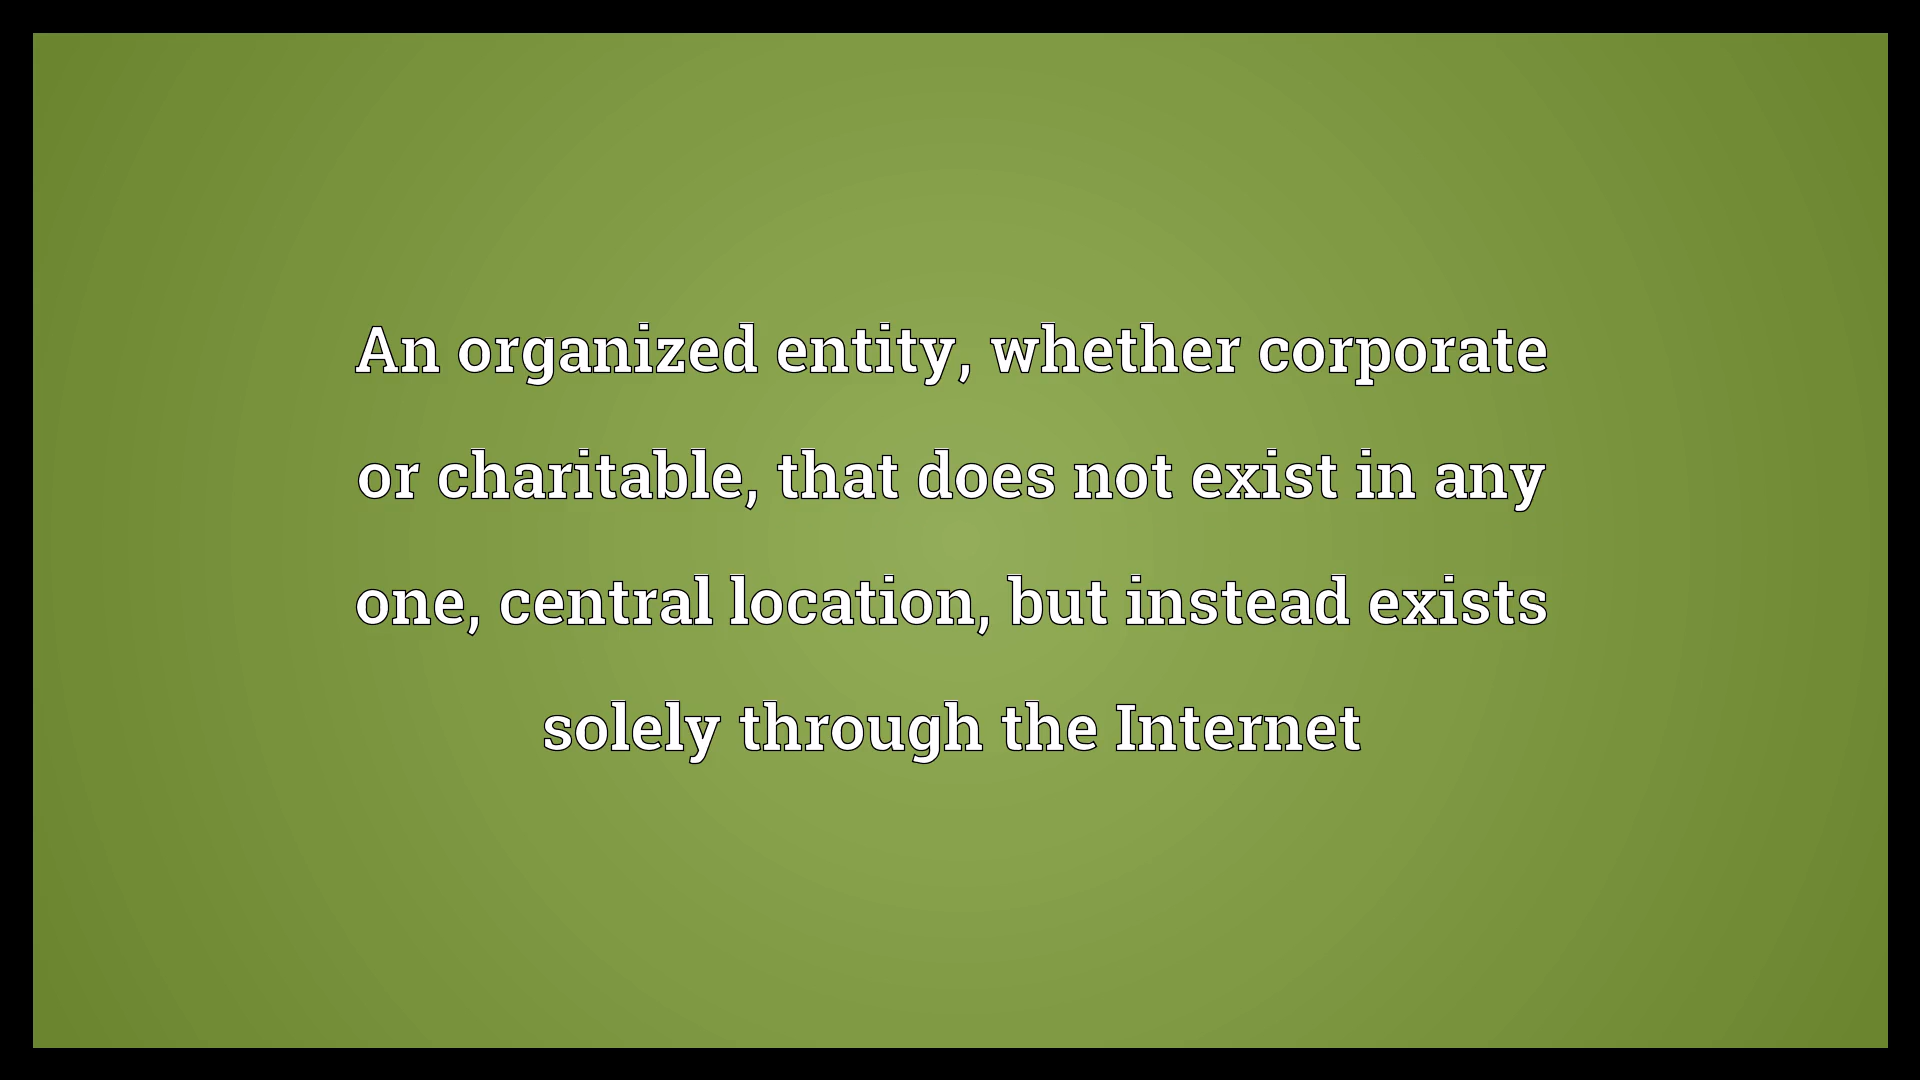 An organized entity, whether corporate
or charitable, that does not exist in any
one, central location, but instead exists
solely through the Internet